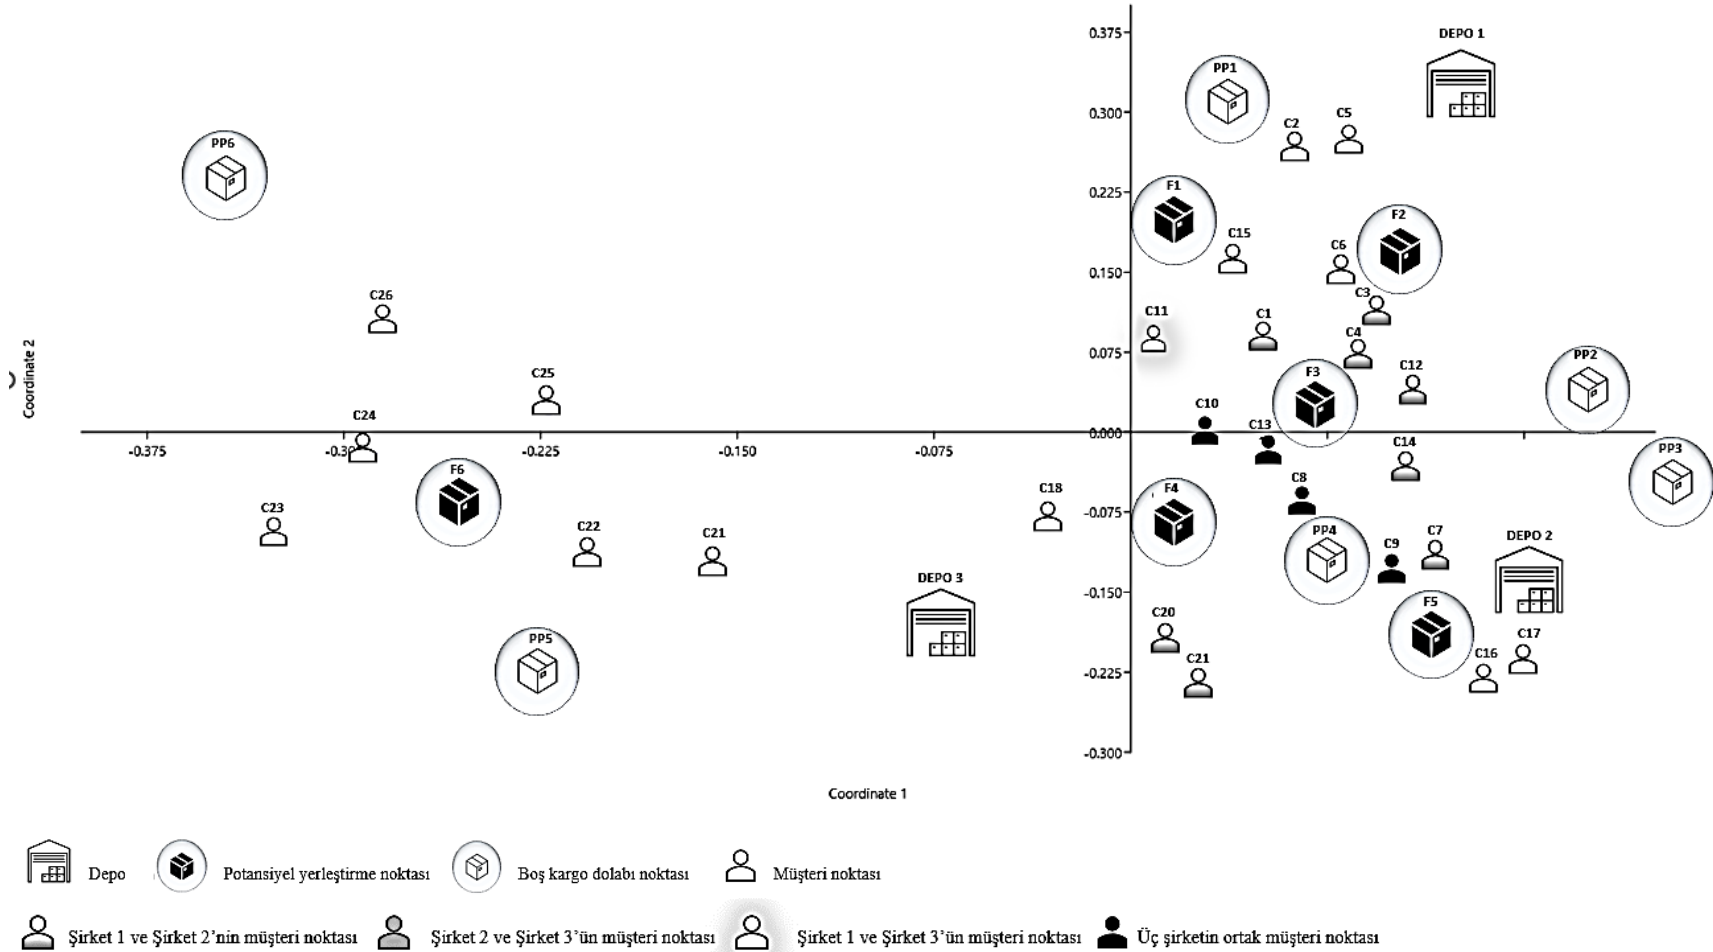 DEPO 1
0.375
PP1
0.300
C2
C5
PP6
F1
0.225
F2
C15
C6
0.150
C26
C3
C11
C1
C4
0.075
PP2
C25
C12
F3
C24
C10
C13
0.000
-0.375
-0.30
-0.225
-0.150
-0.075
C14
PP3
F6
C8
C18
F4
C23
-0.075
C22
C21
PP4
C9
C7
DEPO 2
DEPO 3
-0.150
F5
C20
PP5
C17
C16
-0.225
C21
-0.300
Coordinate 2
Coordinate 1
Depo
Potansiyel yerleştirme noktası
Boş kargo dolabı noktası
Müşteri noktası
Şirket 1 ve Şirket 2'nin müşteri noktası
Şirket 2 ve Şirket 3'ün müşteri noktası
Şirket 1 ve Şirket 3'ün müşteri noktası
Üç şirketin ortak müşteri noktası